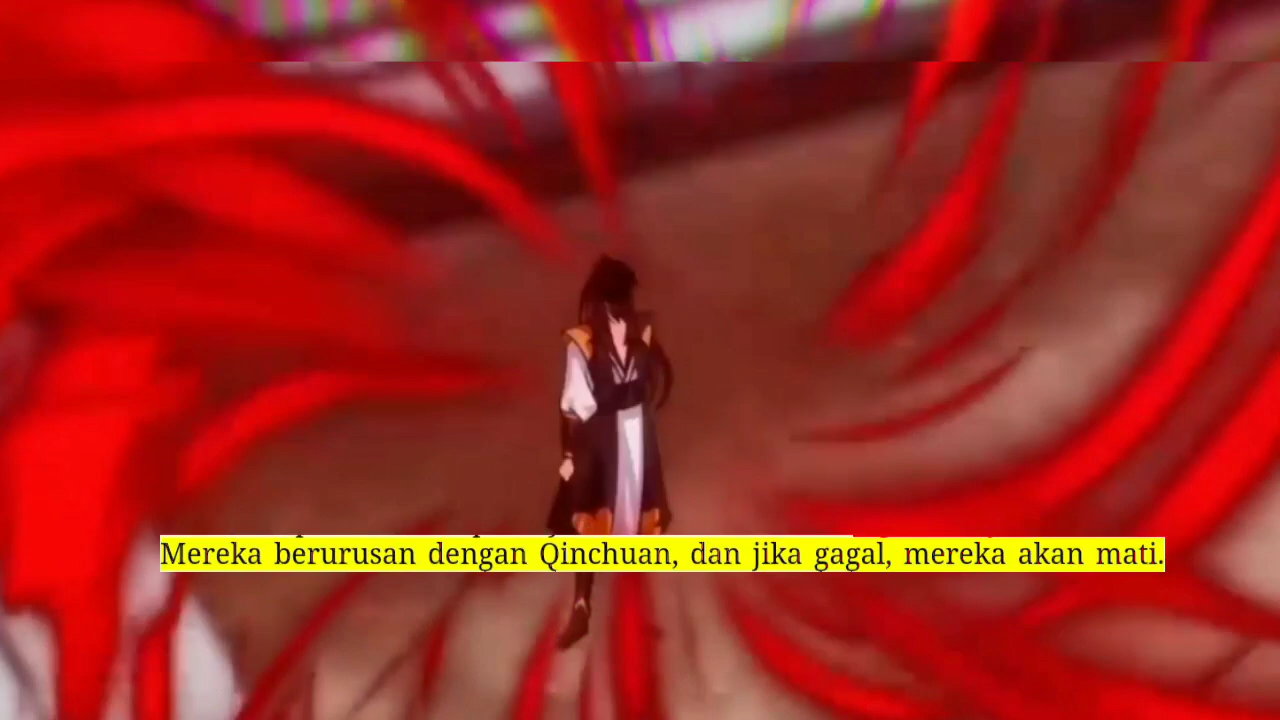 Mereka berurusan dengan Qinchuan, dan jika gagal, mereka akan mati.